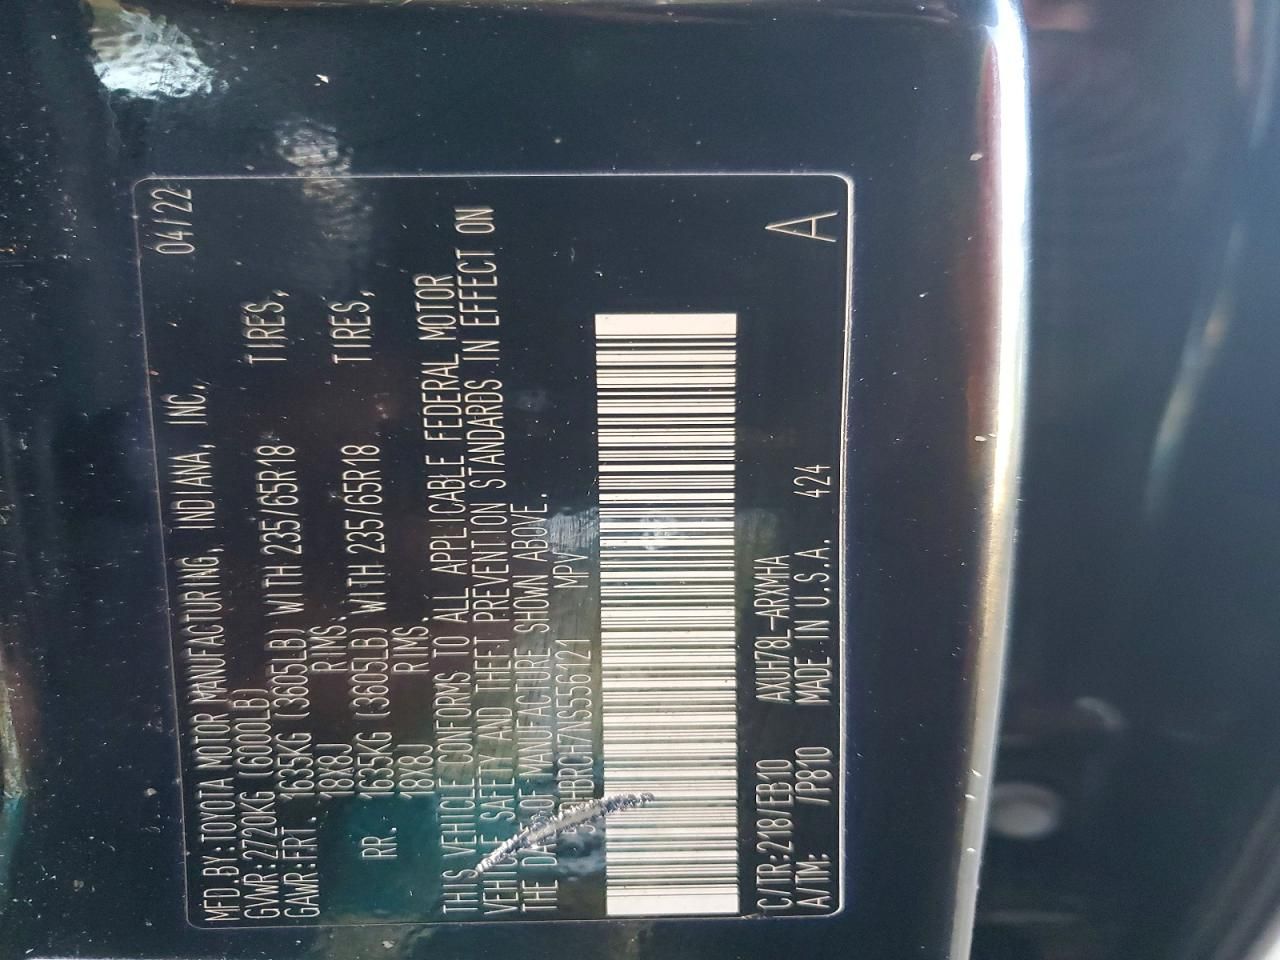 MFD.BY:TOYOTA MOTOR MANUFACTURING, INDIANA, INC. 04/22
GVWR:2720KG (6000LB)
GAWR:FRT. 1635KG (3605LB) WITH 235/65R18 TIRES,
18X8J RIMS.
RR. 1635KG (3605LB) WITH 235/65R18 TIRES,
18X8J RIMS.
THIS VEHICLE CONFORMS TO ALL APPLICABLE FEDERAL MOTOR
VEHICLE SAFETY AND THEFT PREVENTION STANDARDS IN EFFECT ON
THE DATE OF MANUFACTURE SHOWN ABOVE.
MPV
C/TR:218/EB10 AXUH78L-ARXMHA
A/TM: /P810 MADE IN U.S.A. 424 A